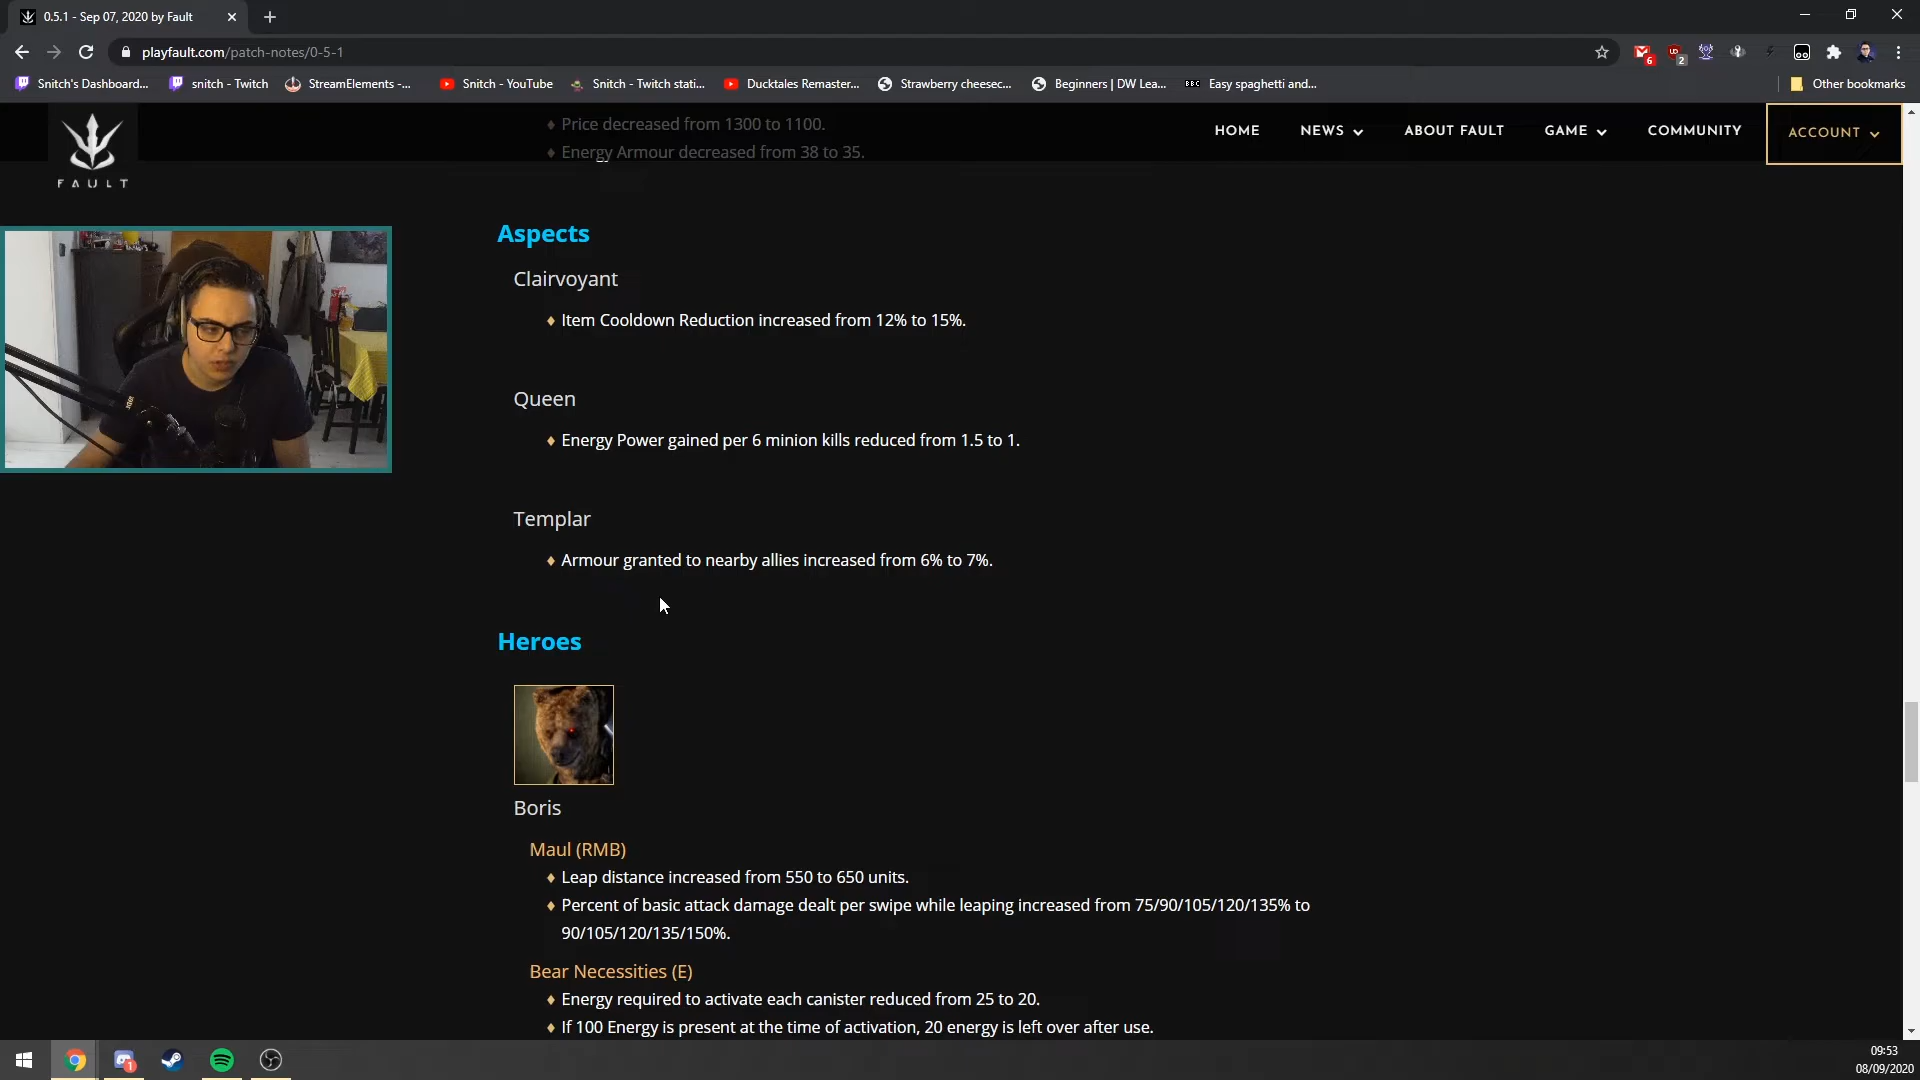 0.5.1 - Sep 07, 2020 by Fault
playfault.com/patch-notes/0-5-1
6
2
Snitch's Dashboard...
snitch - Twitch
StreamElements -...
Snitch - YouTube
Snitch - Twitch stati...
Ducktales Remaster...
Strawberry cheesec...
Beginners | DW Lea...
BBC
Easy spaghetti and...
Other bookmarks
FAULT
HOME
NEWS
ABOUT FAULT
GAME
COMMUNITY
ACCOUNT
Price decreased from 1300 to 1100.
Energy Armour decreased from 38 to 35.
Aspects
Clairvoyant
Item Cooldown Reduction increased from 12% to 15%.
Queen
Energy Power gained per 6 minion kills reduced from 1.5 to 1.
Templar
Armour granted to nearby allies increased from 6% to 7%.
Heroes
Boris
Maul (RMB)
Leap distance increased from 550 to 650 units.
Percent of basic attack damage dealt per swipe while leaping increased from 75/90/105/120/135% to
90/105/120/135/150%.
Bear Necessities (E)
Energy required to activate each canister reduced from 25 to 20.
If 100 Energy is present at the time of activation, 20 energy is left over after use.
1
09:53
08/09/2020